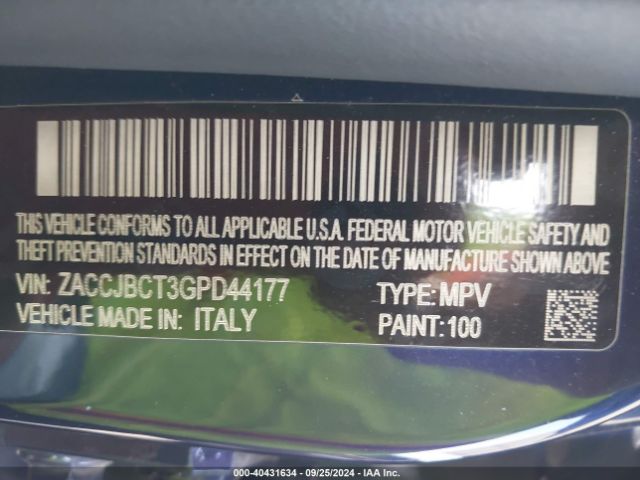 THIS VEHICLE CONFORMS TO ALL APPLICABLE U.S.A. FEDERAL MOTOR VEHICLE SAFETY AND
THEFT PREVENTION STANDARDS IN EFFECT ON THE DATE OF MANUFACTURE SHOWN ABOVE
VIN: ZACCJBCT3GPD44177 TYPE: MPV
VEHICLE MADE IN: ITALY PAINT: 100
000-40431634 - 09/25/2024 - IAA Inc.